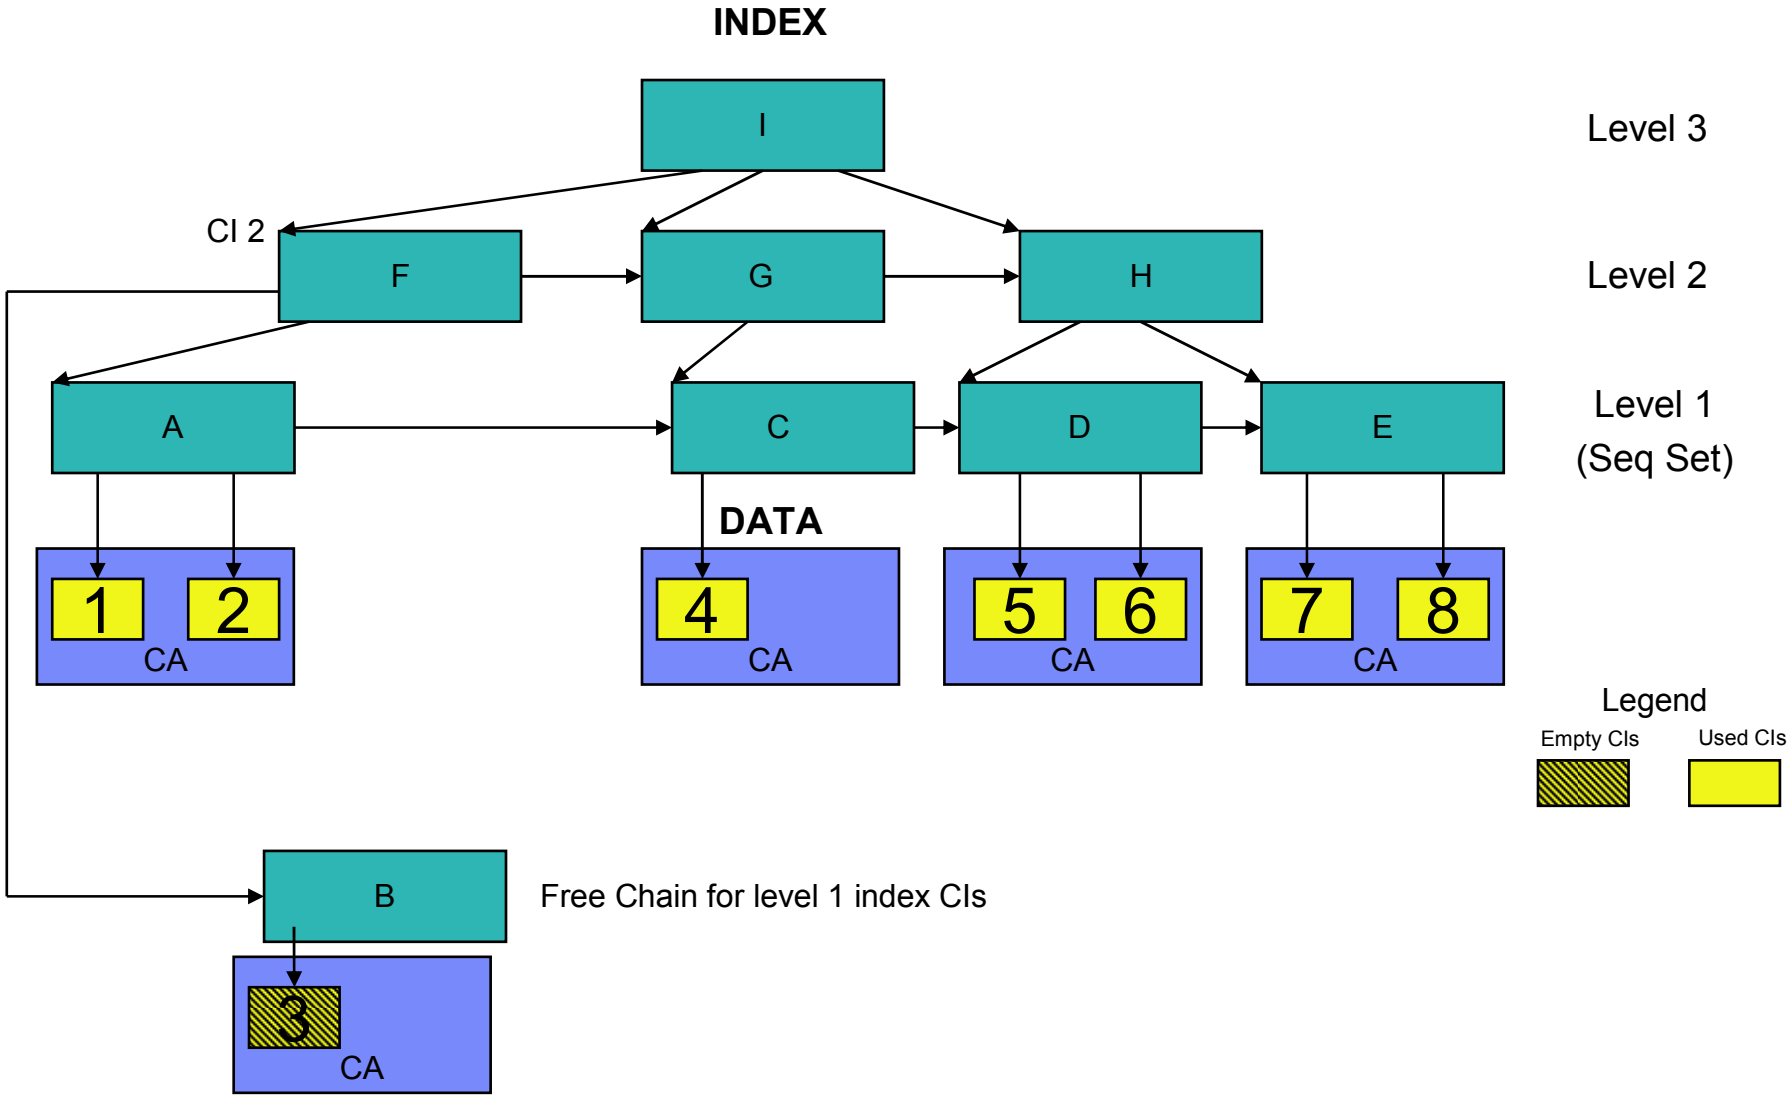 INDEX
I
Level 3
CI 2
F
G
H
Level 2
A
C
D
E
Level 1
(Seq Set)
DATA
1
2
4
5
6
7
8
CA
CA
CA
CA
Legend
Empty CIs
Used CIs
B
Free Chain for level 1 index CIs
3
CA